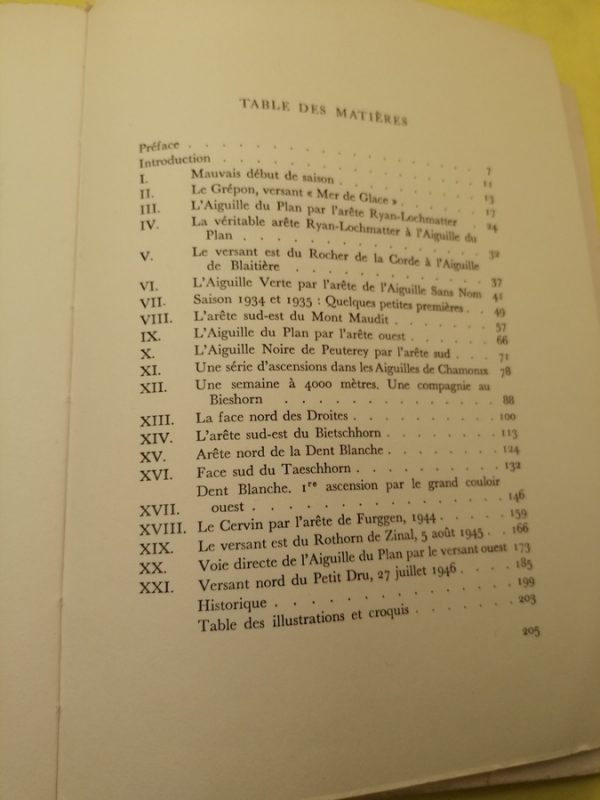 TABLE DES MATIÈRES
Préface . . . . . . . . . . . . . . . . 7
Introduction . . . . . . . . . . . . . . 11
I. Mauvais début de saison . . . . . . . . 13
II. Le Grépon, versant « Mer de Glace » . . . . . 17
III. L'Aiguille du Plan par l'arête Ryan-Lochmatter 24
IV. La véritable arête Ryan-Lochmatter à l'Aiguille du
Plan . . . . . . . . . . . . . 32
V. Le versant est du Rocher de la Corde à l'Aiguille
de Blaitière . . . . . . . . . . 37
VI. L'Aiguille Verte par l'arête de l'Aiguille Sans Nom 41
VII. Saison 1934 et 1935 : Quelques petites premières . . 49
VIII. L'arête sud-est du Mont Maudit . . . . . . 57
IX. L'Aiguille du Plan par l'arête ouest . . . . . 66
X. L'Aiguille Noire de Peuterey par l'arête sud . . . 71
XI. Une série d'ascensions dans les Aiguilles de Chamonix 78
XII. Une semaine à 4000 mètres. Une compagnie au
Bieshorn . . . . . . . . . . . . 88
XIII. La face nord des Droites . . . . . . . . 100
XIV. L'arête sud-est du Bietschhorn . . . . . . . 113
XV. Arête nord de la Dent Blanche . . . . . . . 124
XVI. Face sud du Taeschhorn . . . . . . . . . 132
Dent Blanche. 1re ascension par le grand couloir
XVII. ouest . . . . . . . . . . . . . 146
XVIII. Le Cervin par l'arête de Furggen, 1944 . . . . . 159
XIX. Le versant est du Rothorn de Zinal, 5 août 1945 . . 166
XX. Voie directe de l'Aiguille du Plan par le versant ouest 173
XXI. Versant nord du Petit Dru, 27 juillet 1946 . . . . 185
Historique . . . . . . . . . . . . . 199
Table des illustrations et croquis . . . . . . 203
205